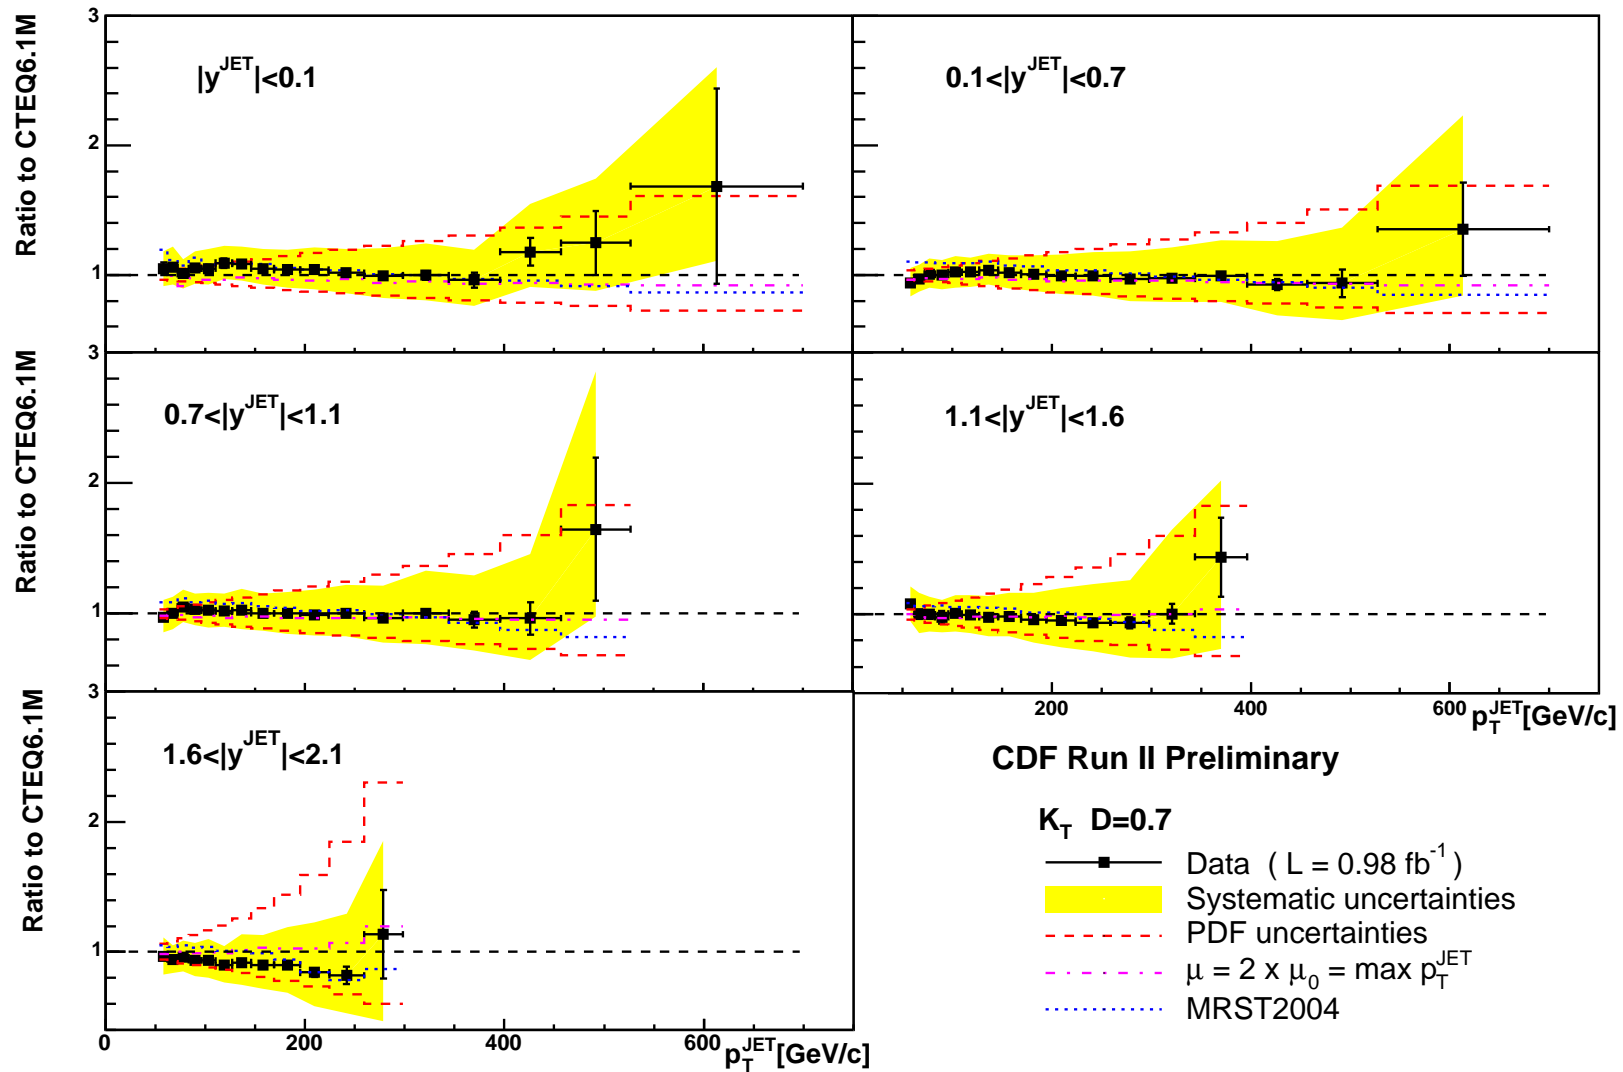 Ratio to CTEQ6.1M
3
2
1
|y^JET|<0.1
0.1<|y^JET|<0.7
Ratio to CTEQ6.1M
3
2
1
0.7<|y^JET|<1.1
1.1<|y^JET|<1.6
200 400 600 p_T^JET[GeV/c]
Ratio to CTEQ6.1M
3
2
1
1.6<|y^JET|<2.1
0 200 400 600 p_T^JET[GeV/c]
CDF Run II Preliminary
K_T D=0.7
Data ( L = 0.98 fb^-1)
Systematic uncertainties
PDF uncertainties
μ = 2 x μ_0 = max p_T^JET
MRST2004